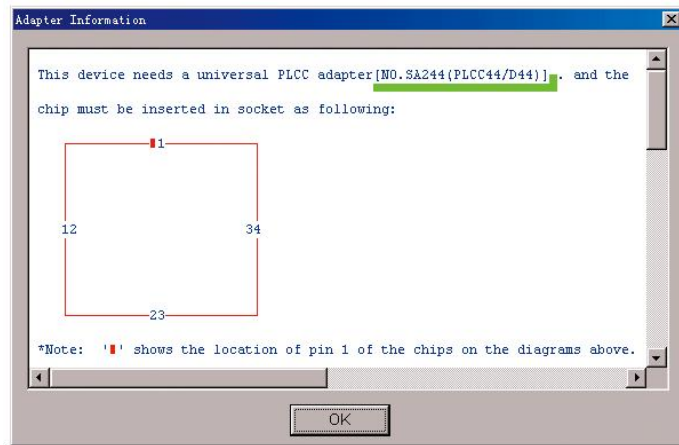 Adapter Information
This device needs a universal PLCC adapter[NO.SA244(PLCC44/D44)] . and the
chip must be inserted in socket as following:
1
12 34
23
*Note: '▮' shows the location of pin 1 of the chips on the diagrams above.
OK